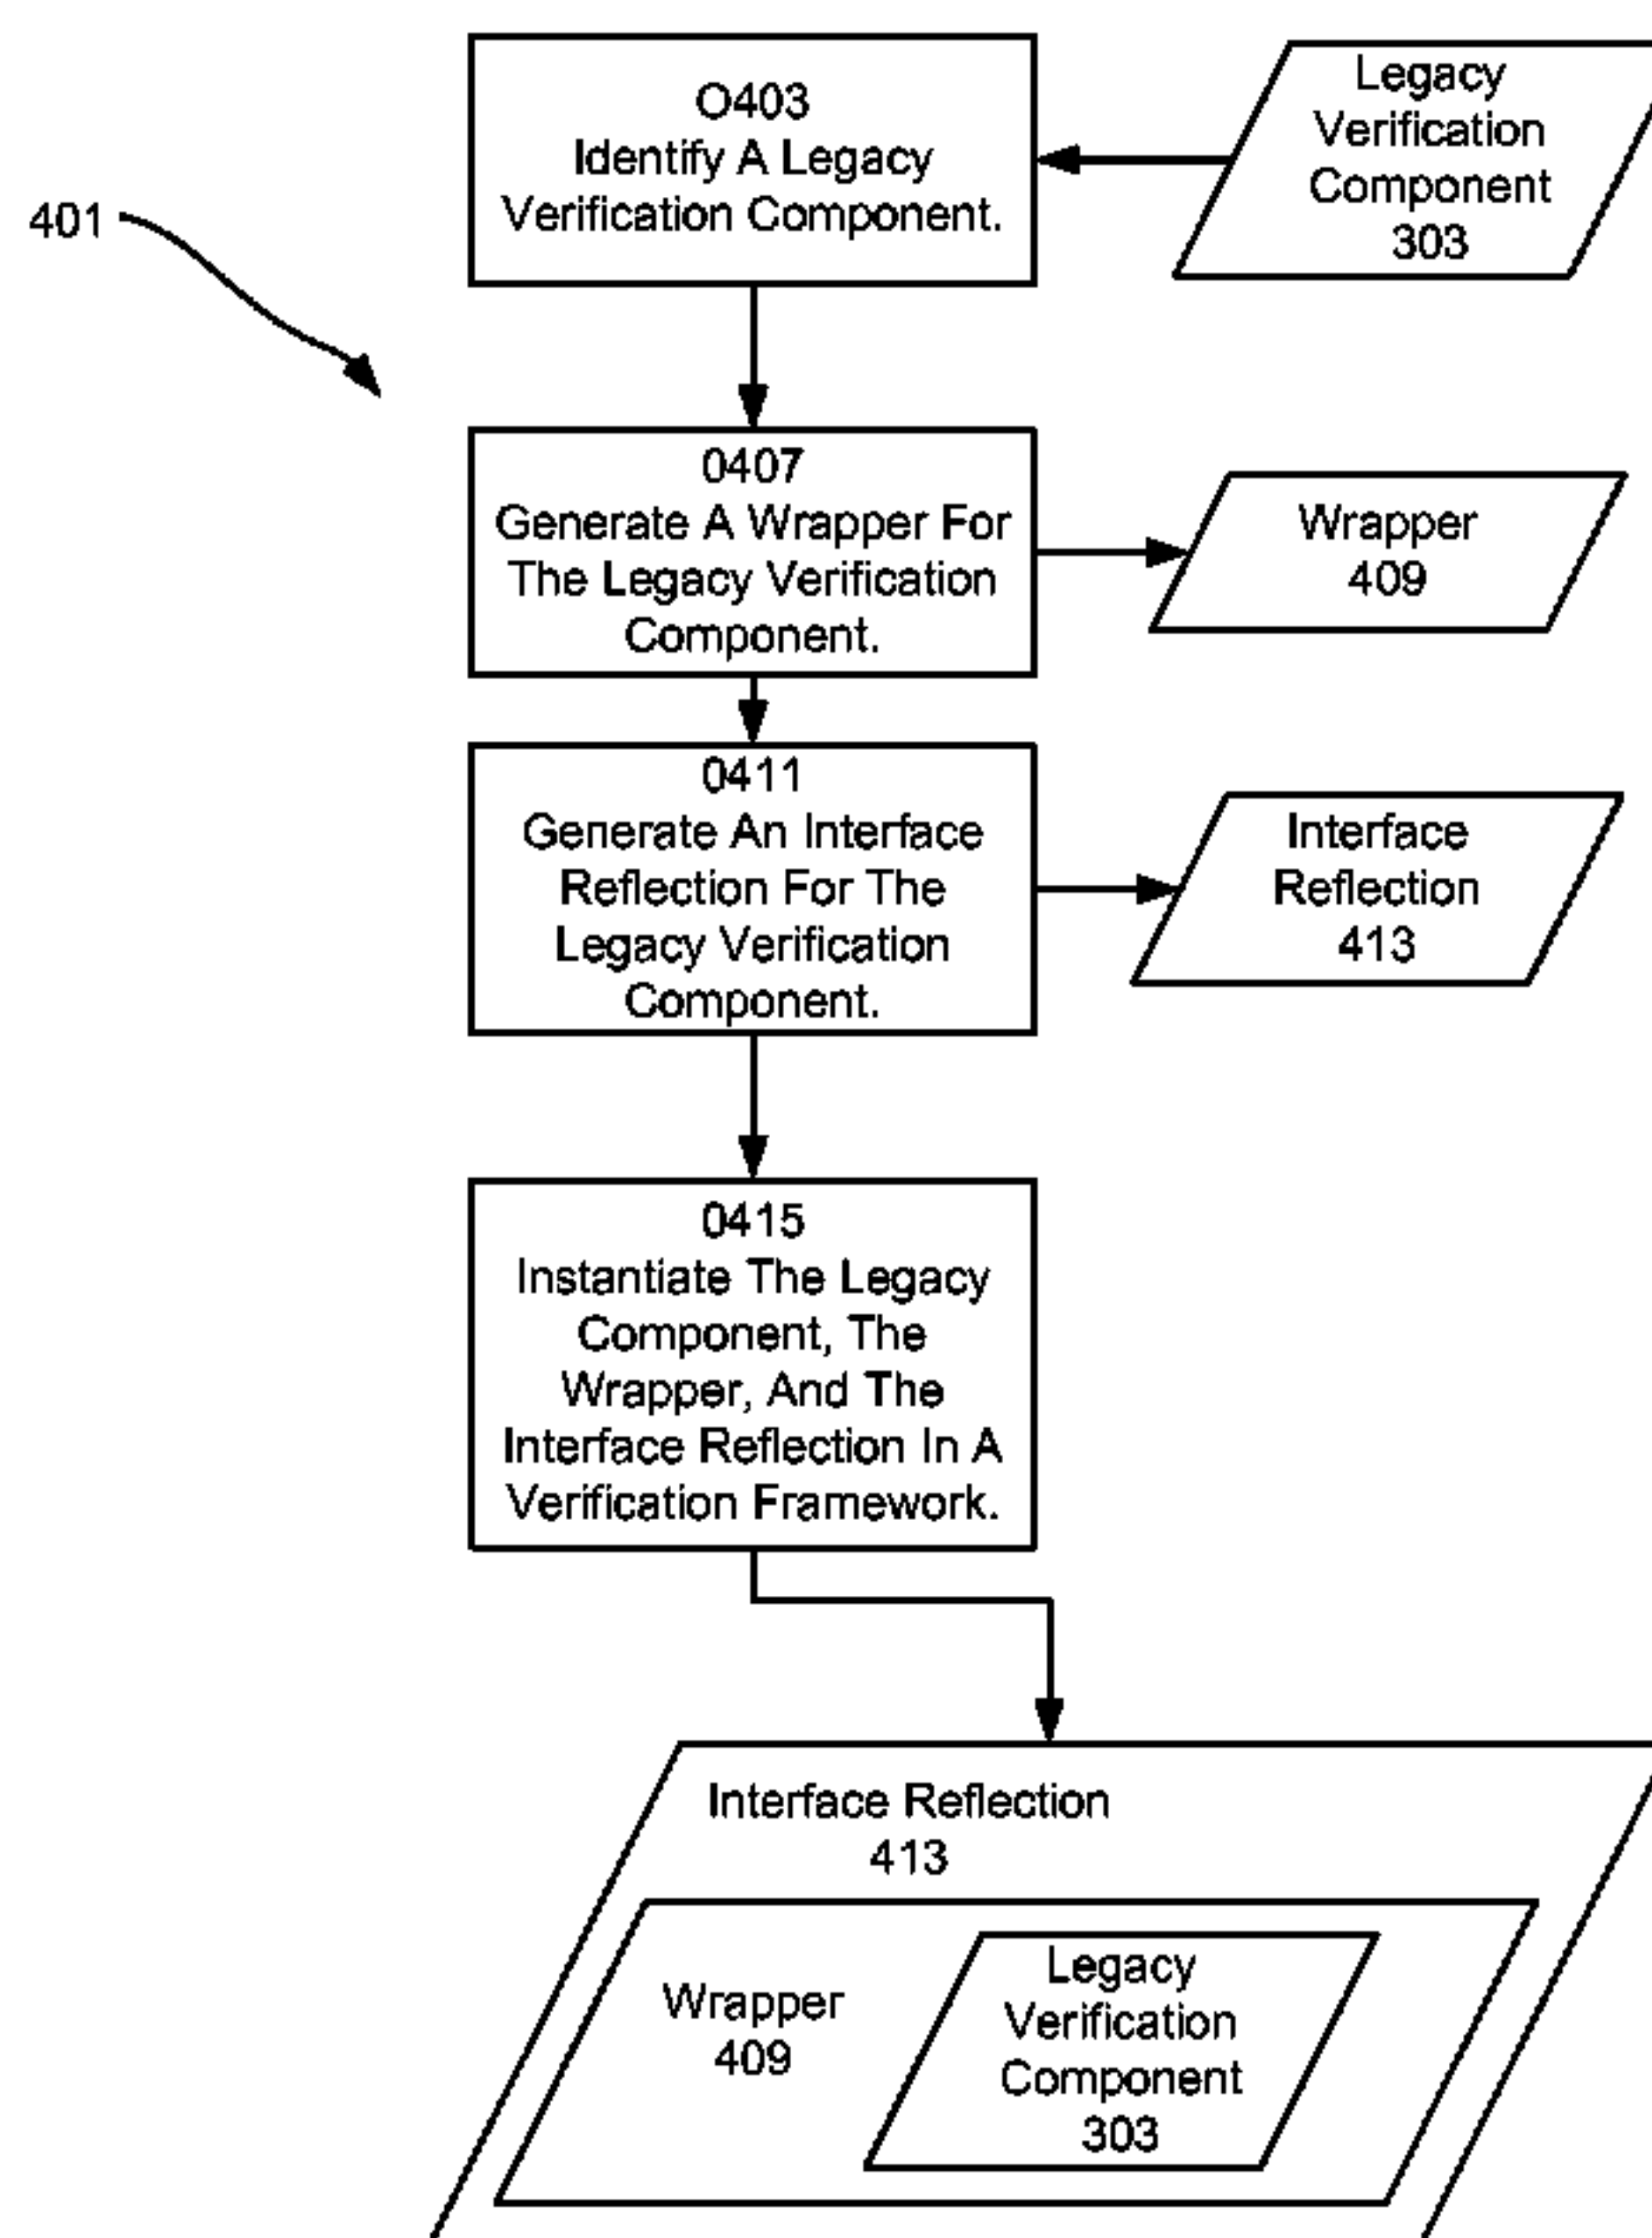 O403
Identify A Legacy
Verification Component.
Legacy
Verification
Component
303
401
0407
Generate A Wrapper For
The Legacy Verification
Component.
Wrapper
409
0411
Generate An Interface
Reflection For The
Legacy Verification
Component.
Interface
Reflection
413
0415
Instantiate The Legacy
Component, The
Wrapper, And The
Interface Reflection In A
Verification Framework.
Interface Reflection
413
Wrapper
409
Legacy
Verification
Component
303